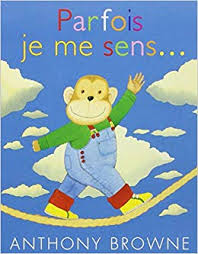 Parfois
je me sens...
ANTHONY BROWNE